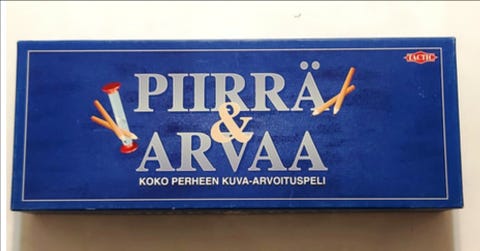 TACTIC
PIIRRÄ
&
ARVAA
KOKO PERHEEN KUVA-ARVOITUSPELI